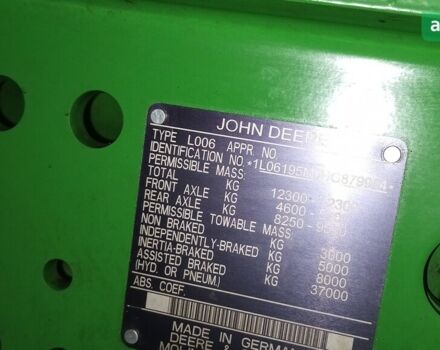 JOHN DEERE
TYPE L006 APPR. NO.
IDENTIFICATION NO.
PERMISSIBLE MASS:
TOTAL KG 12300-
FRONT AXLE KG 4600-
REAR AXLE KG 8250-
PERMISSIBLE TOWABLE MASS:
NON BRAKED KG 3000
INDEPENDENTLY-BRAKED KG 5000
INERTIA-BRAKED KG 8000
ASSISTED BRAKED KG 37000
(HYD. OR PNEUM.)
ABS. COEF.
MADE IN GERMAN
DEERE &